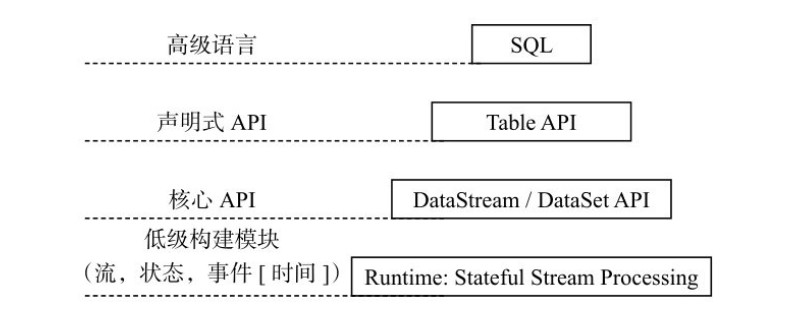 高级语言 SQL
声明式 API Table API
核心 API DataStream / DataSet API
低级构建模块
（流，状态，事件 [ 时间 ]） Runtime: Stateful Stream Processing